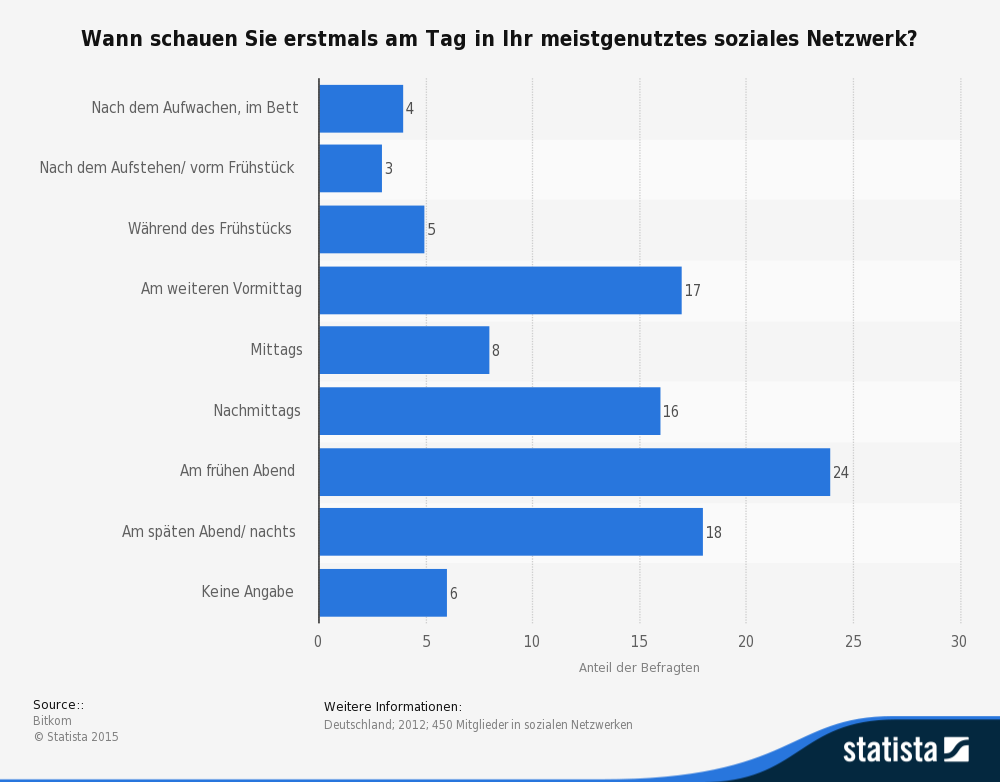 Wann schauen Sie erstmals am Tag in Ihr meistgenutztes soziales Netzwerk?
Nach dem Aufwachen, im Bett 4
Nach dem Aufstehen/ vorm Frühstück 3
Während des Frühstücks 5
Am weiteren Vormittag 17
Mittags 8
Nachmittags 16
Am frühen Abend 24
Am späten Abend/ nachts 18
Keine Angabe 6
0 5 10 15 20 25 30
Anteil der Befragten
Source::
Bitkom
© Statista 2015
Weitere Informationen:
Deutschland; 2012; 450 Mitglieder in sozialen Netzwerken
statista